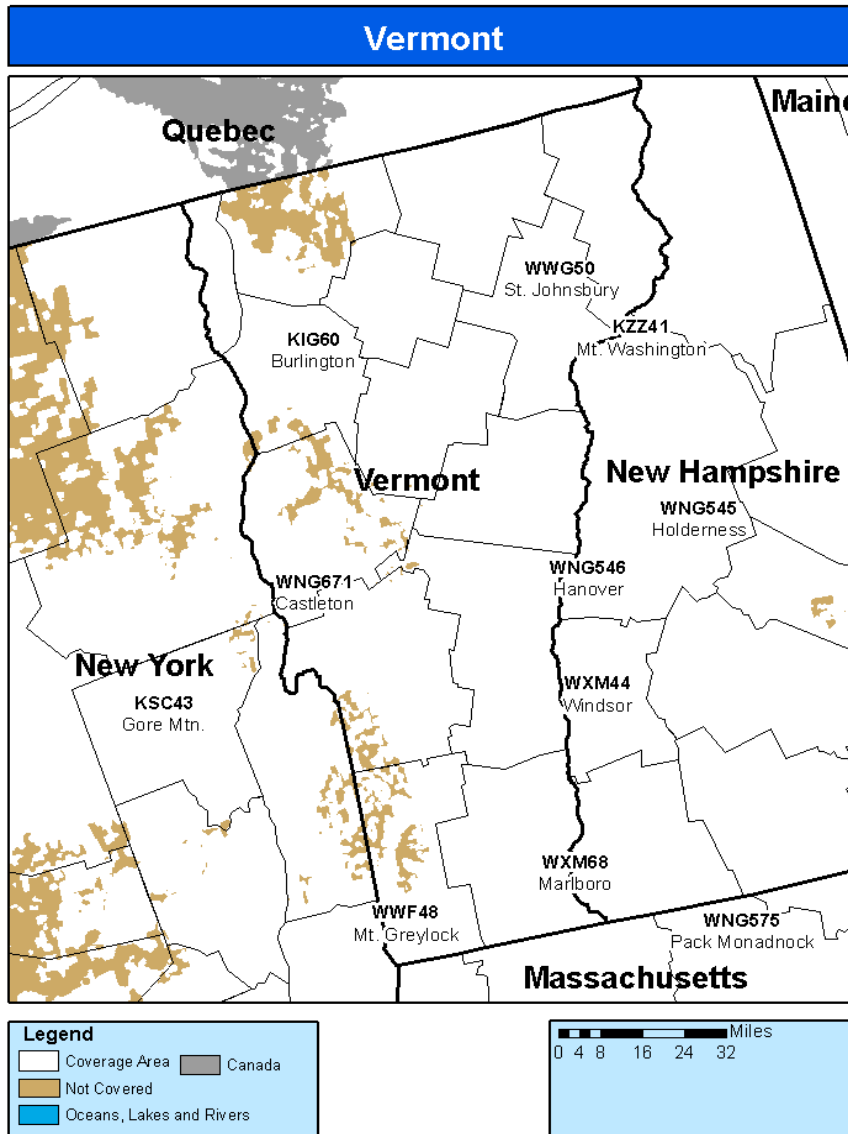 Vermont
Maine
Quebec
WWG50
St. Johnsbury
KZZ41
Mt. Washington
KIG60
Burlington
Vermont
New Hampshire
WNG545
Holderness
WNG546
Hanover
WNG671
Castleton
New York
KSC43
Gore Mtn.
WXM44
Windsor
WXM68
Marlboro
WWF48
Mt. Greylock
WNG575
Pack Monadnock
Massachusetts
Legend
Coverage Area
Canada
Not Covered
Oceans, Lakes and Rivers
Miles
0 4 8 16 24 32